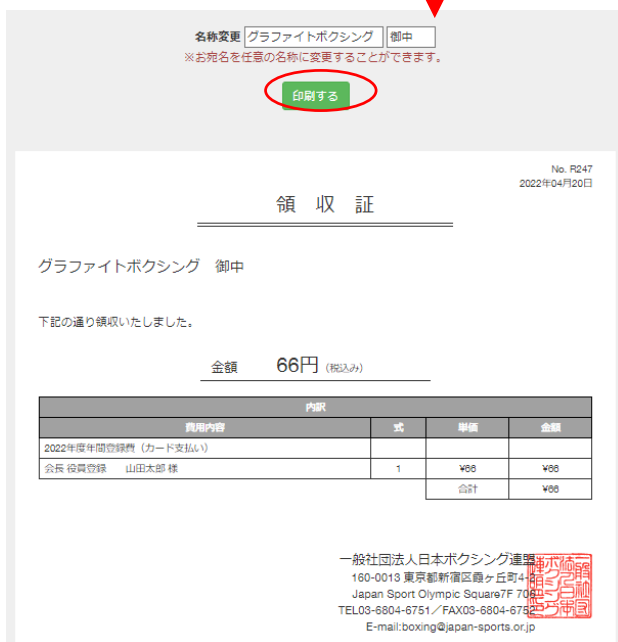 名称変更 グラファイトボクシング 御中
※お宛名を任意の名称に変更することができます。
印刷する
No. R247
2022年04月20日
領 収 証
グラファイトボクシング 御中
下記の通り領収いたしました。
金額 66円 (税込み)
内訳
費用内容 式 単価 金額
2022年度年間登録費（カード支払い）
会長 役員登録 山田太郎 様 1 ¥66 ¥66
合計 ¥66
一般社団法人日本ボクシング連盟
160-0013 東京都新宿区霞ヶ丘町4-2
Japan Sport Olympic Square7F 706
TEL03-6804-6751／FAX03-6804-6752
E-mail:boxing@japan-sports.or.jp